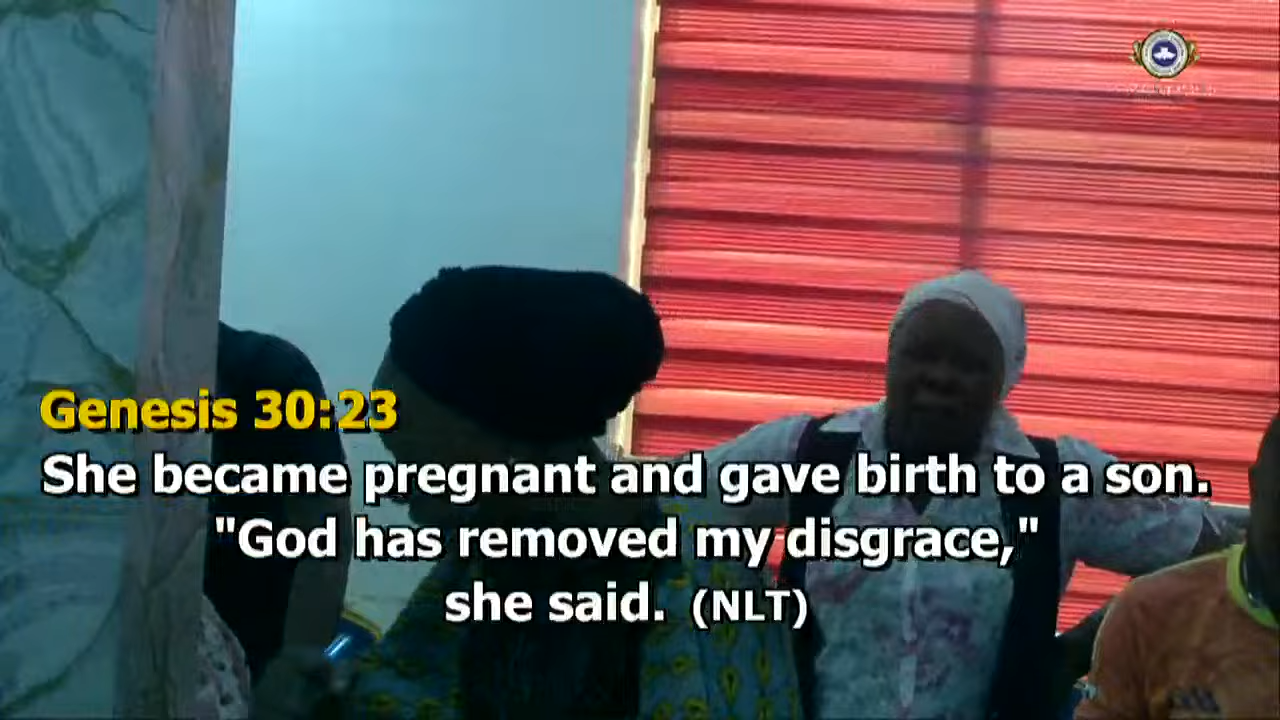 Genesis 30:23
She became pregnant and gave birth to a son.
"God has removed my disgrace,"
she said. (NLT)